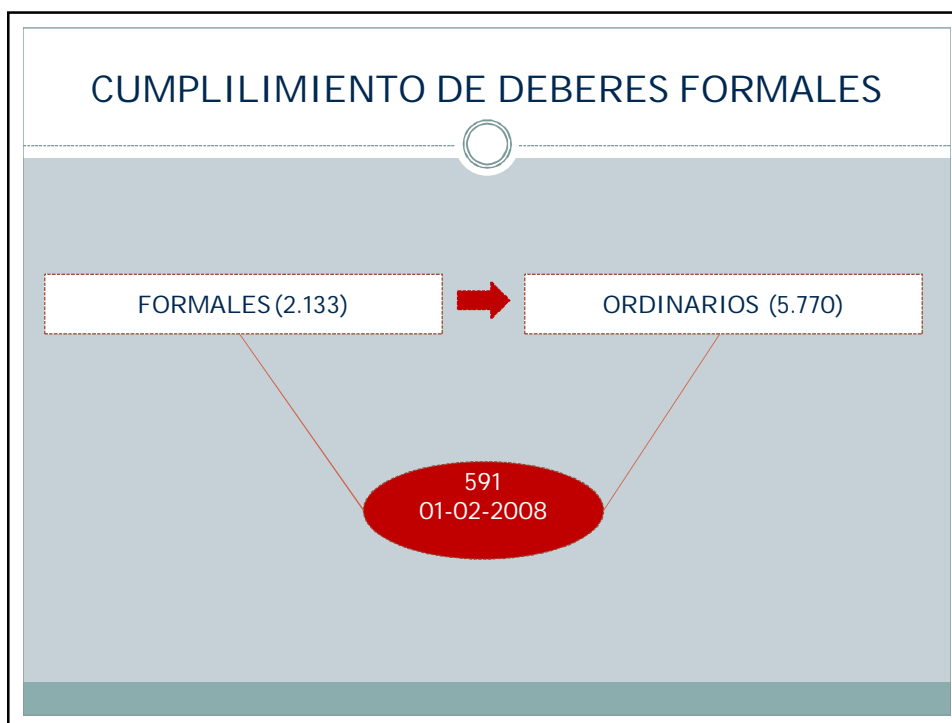 CUMPLILIMIENTO DE DEBERES FORMALES
FORMALES (2.133)
ORDINARIOS (5.770)
591
01-02-2008